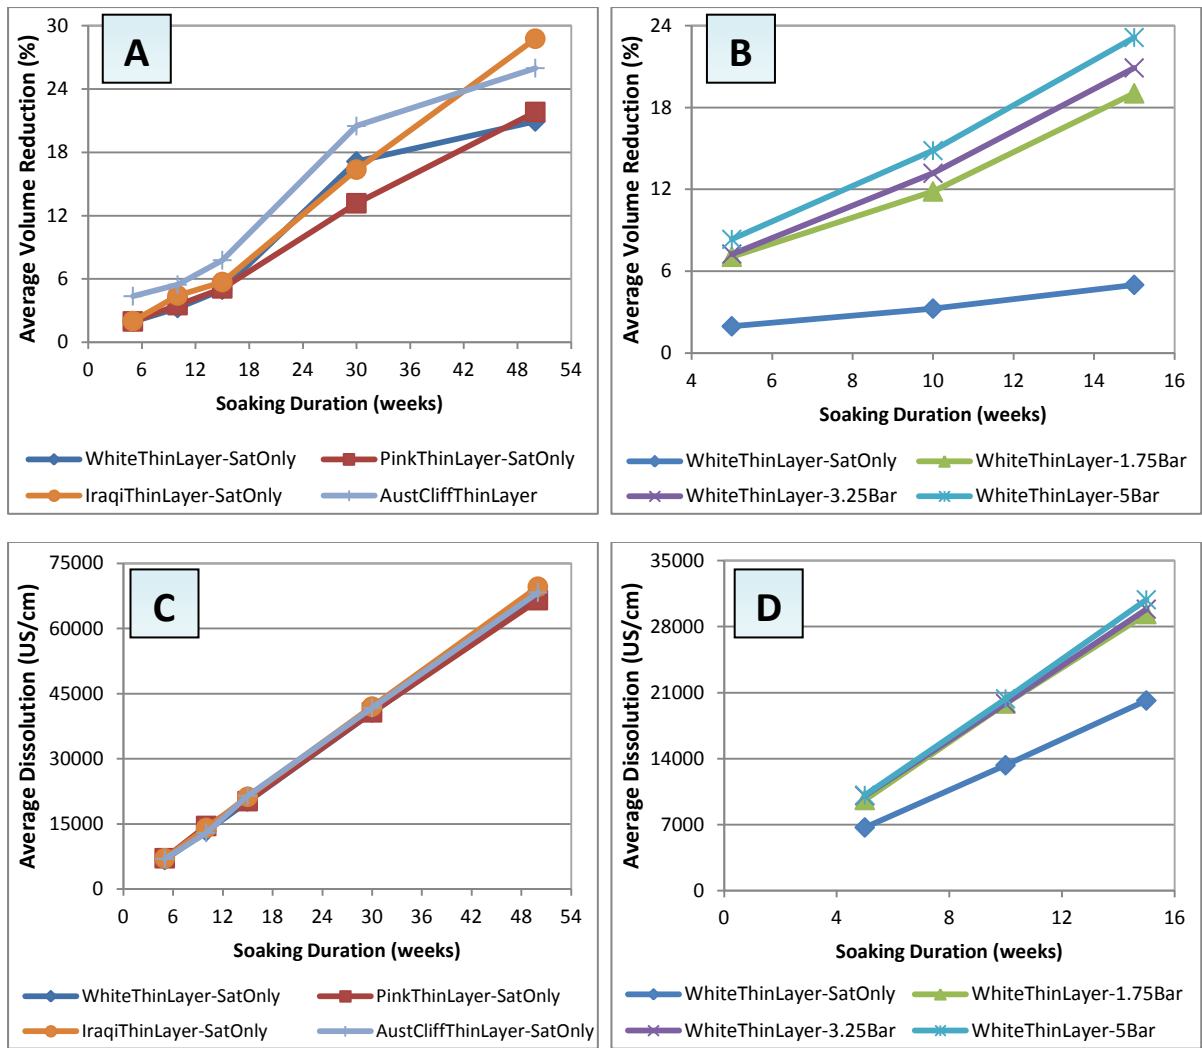 A
Average Volume Reduction (%)
30
24
18
12
6
0
0 6 12 18 24 30 36 42 48 54
Soaking Duration (weeks)
WhiteThinLayer-SatOnly PinkThinLayer-SatOnly
IraqiThinLayer-SatOnly AustCliffThinLayer
B
Average Volume Reduction (%)
24
18
12
6
0
4 6 8 10 12 14 16
Soaking Duration (weeks)
WhiteThinLayer-SatOnly WhiteThinLayer-1.75Bar
WhiteThinLayer-3.25Bar WhiteThinLayer-5Bar
C
Average Dissolution (US/cm)
75000
60000
45000
30000
15000
0
0 6 12 18 24 30 36 42 48 54
Soaking Duration (weeks)
WhiteThinLayer-SatOnly PinkThinLayer-SatOnly
IraqiThinLayer-SatOnly AustCliffThinLayer-SatOnly
D
Average Dissolution (US/cm)
35000
28000
21000
14000
7000
0
0 4 8 12 16
Soaking Duration (weeks)
WhiteThinLayer-SatOnly WhiteThinLayer-1.75Bar
WhiteThinLayer-3.25Bar WhiteThinLayer-5Bar